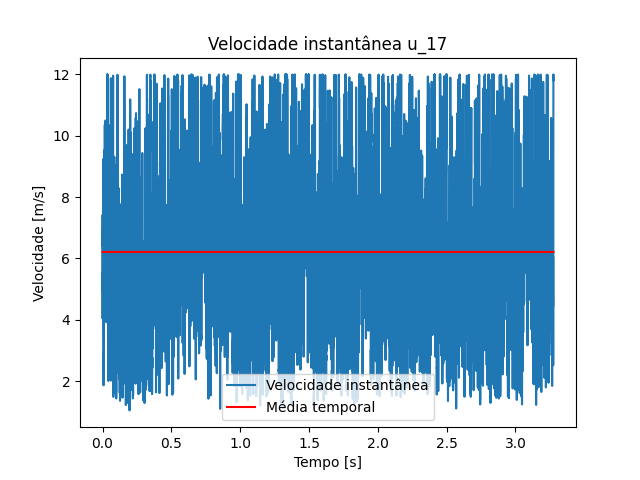 Velocidade instantânea u_17
Velocidade [m/s]
12
10
8
6
4
2
Velocidade instantânea
Média temporal
0.0 0.5 1.0 1.5 2.0 2.5 3.0
Tempo [s]